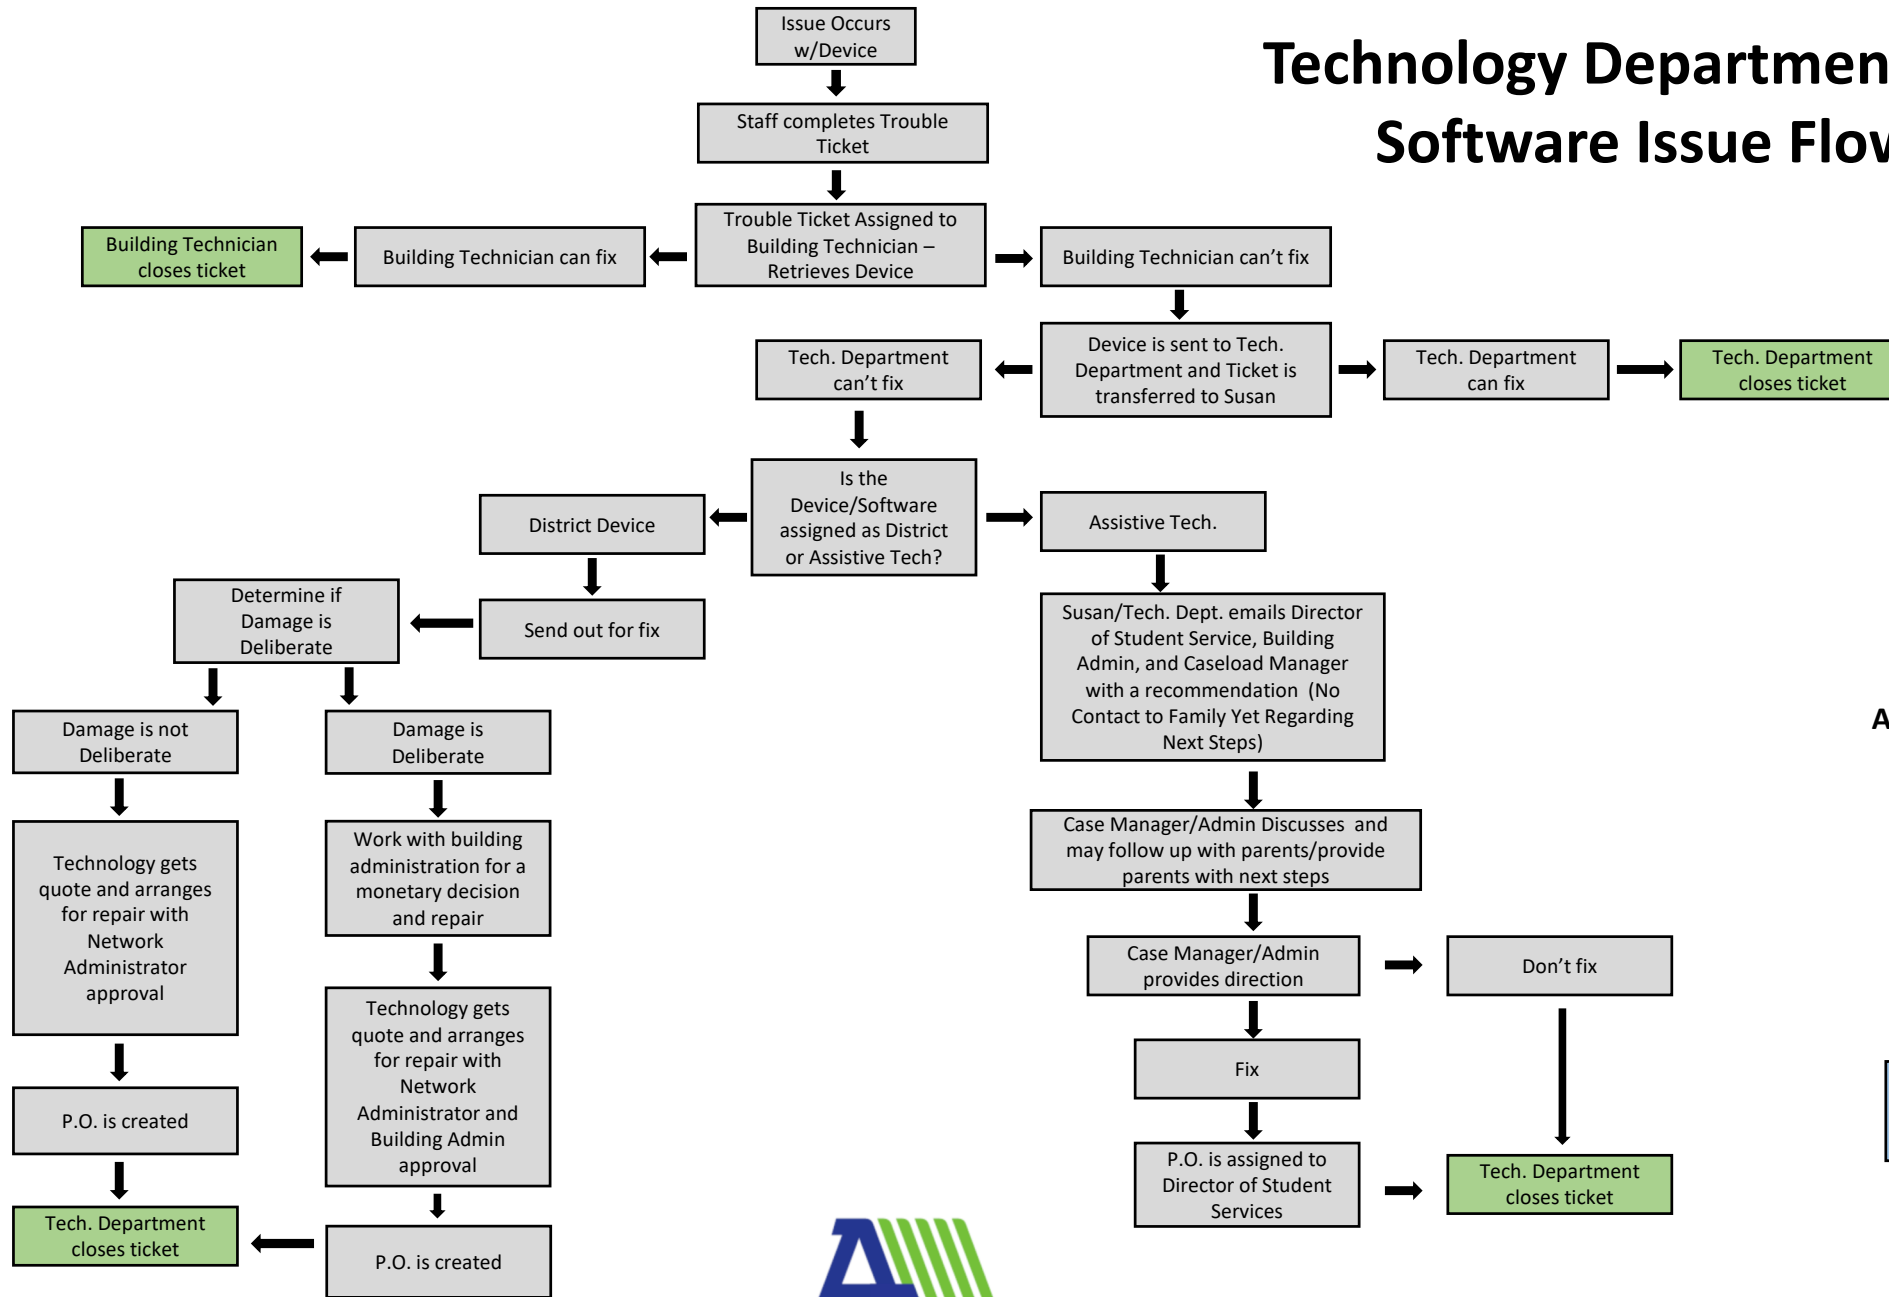 Issue Occurs
w/Device
Technology Departmen
Software Issue Flow
Staff completes Trouble
Ticket
Building Technician
closes ticket
Building Technician can fix
Trouble Ticket Assigned to
Building Technician –
Retrieves Device
Building Technician can’t fix
Tech. Department
can’t fix
Device is sent to Tech.
Department and Ticket is
transferred to Susan
Tech. Department
can fix
Tech. Department
closes ticket
District Device
Is the
Device/Software
assigned as District
or Assistive Tech?
Assistive Tech.
Determine if
Damage is
Deliberate
Send out for fix
Susan/Tech. Dept. emails Director
of Student Service, Building
Admin, and Caseload Manager
with a recommendation (No
Contact to Family Yet Regarding
Next Steps)
Damage is not
Deliberate
Damage is
Deliberate
A
Technology gets
quote and arranges
for repair with
Network
Administrator
approval
Work with building
administration for a
monetary decision
and repair
Case Manager/Admin Discusses and
may follow up with parents/provide
parents with next steps
Case Manager/Admin
provides direction
Don’t fix
Technology gets
quote and arranges
for repair with
Network
Administrator and
Building Admin
approval
Fix
P.O. is created
P.O. is assigned to
Director of Student
Services
Tech. Department
closes ticket
Tech. Department
closes ticket
P.O. is created